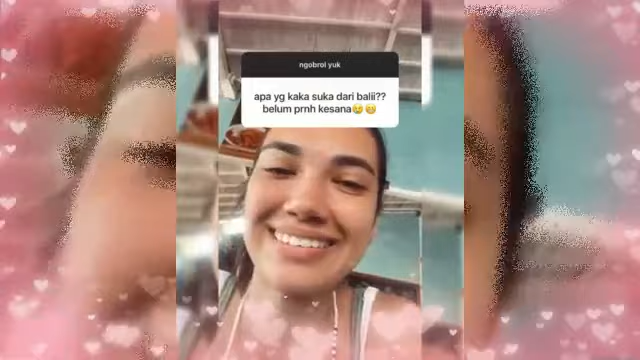 ngobrol yuk
apa yg kaka suka dari balii??
belum prnh kesana😢🥹